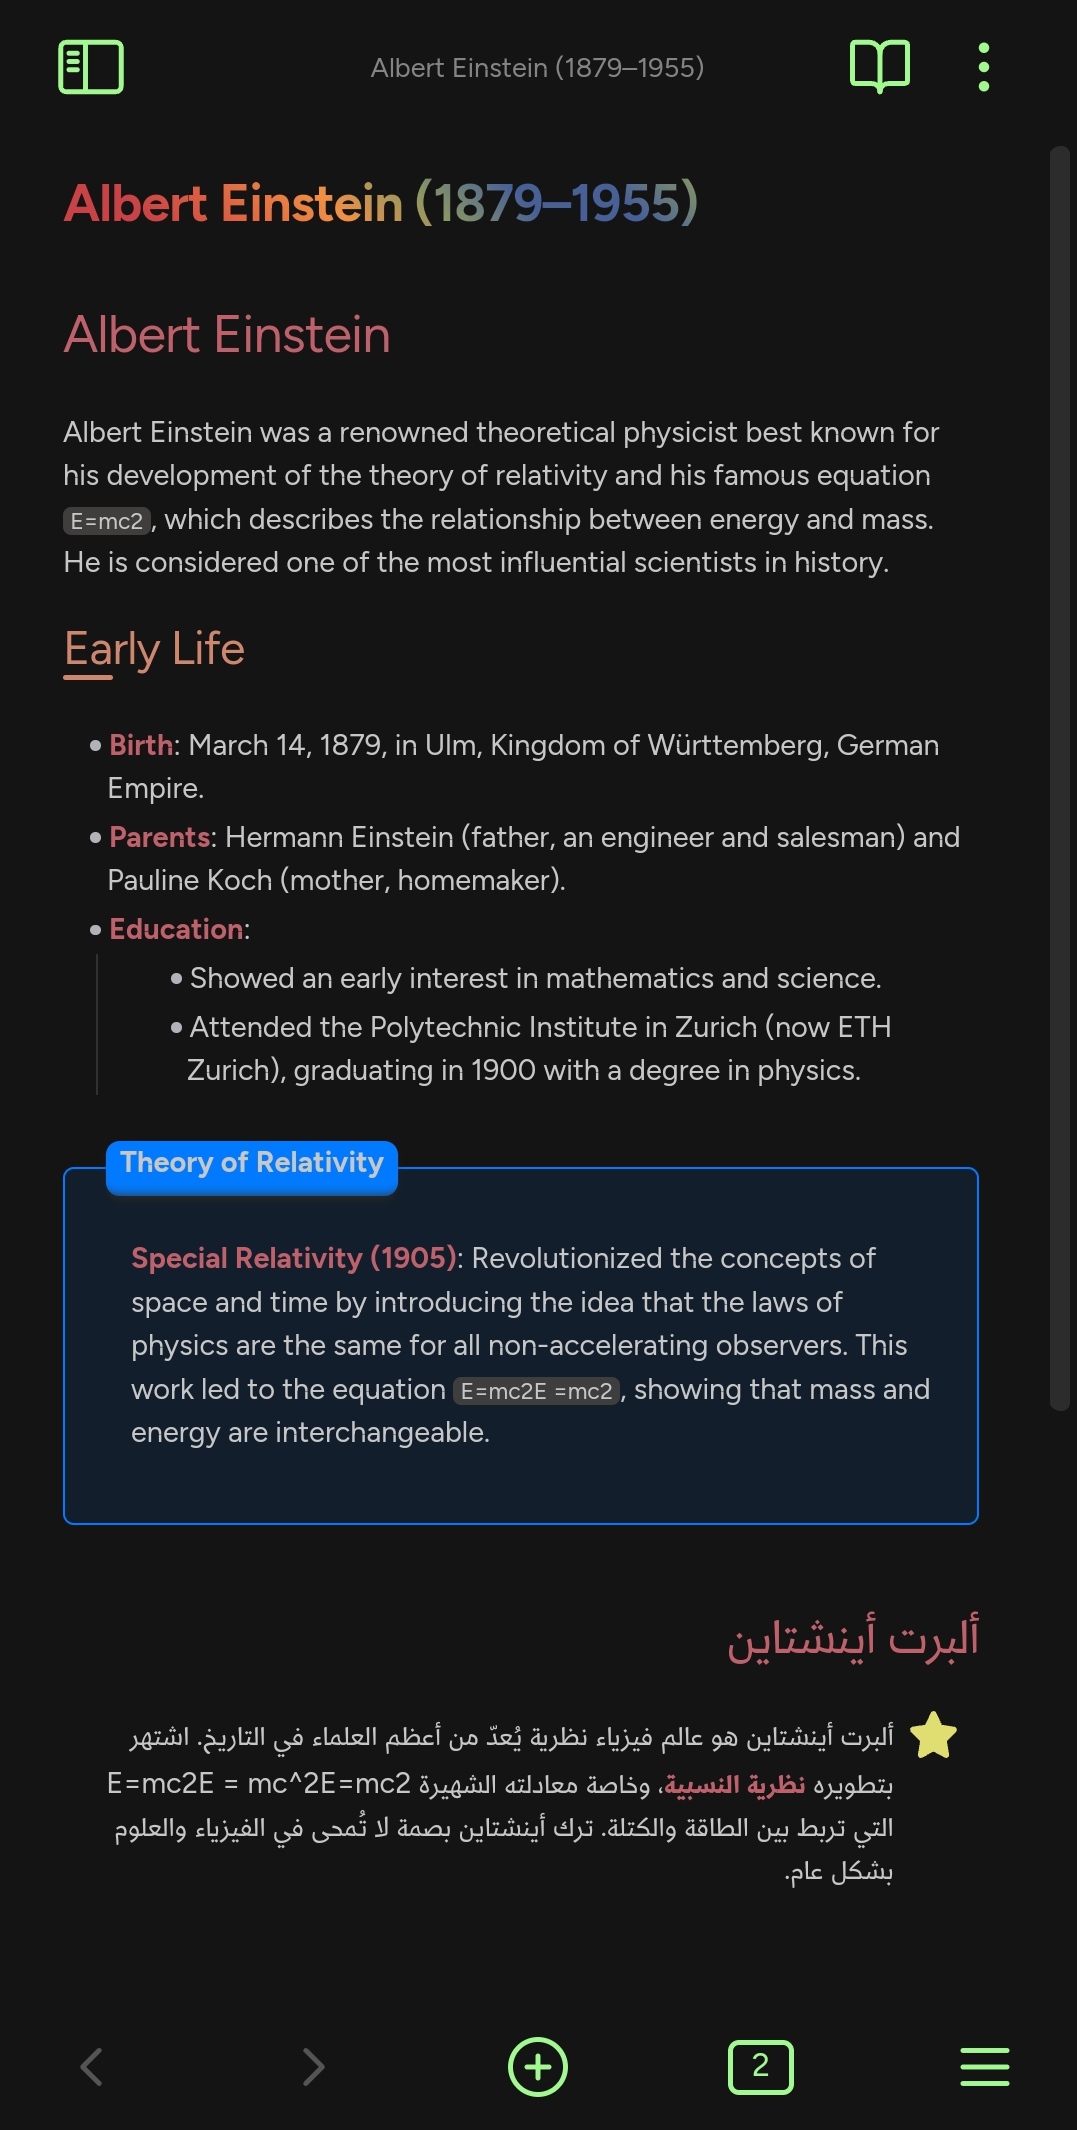 Albert Einstein (1879–1955)
Albert Einstein (1879–1955)
Albert Einstein
Albert Einstein was a renowned theoretical physicist best known for
his development of the theory of relativity and his famous equation
E=mc2, which describes the relationship between energy and mass.
He is considered one of the most influential scientists in history.
Early Life
Birth: March 14, 1879, in Ulm, Kingdom of Württemberg, German
Empire.
Parents: Hermann Einstein (father, an engineer and salesman) and
Pauline Koch (mother, homemaker).
Education:
Showed an early interest in mathematics and science.
Attended the Polytechnic Institute in Zurich (now ETH
Zurich), graduating in 1900 with a degree in physics.
Theory of Relativity
Special Relativity (1905): Revolutionized the concepts of
space and time by introducing the idea that the laws of
physics are the same for all non-accelerating observers. This
work led to the equation E=mc2E =mc2, showing that mass and
energy are interchangeable.
ألبرت أينشتاين
ألبرت أينشتاين هو عالم فيزياء نظرية يُعدّ من أعظم العلماء في التاريخ. اشتهر
بتطويره نظرية النسبية، وخاصة معادلته الشهيرة E=mc2E = mc^2E=mc2
التي تربط بين الطاقة والكتلة. ترك أينشتاين بصمة لا تُمحى في الفيزياء والعلوم
بشكل عام.
2